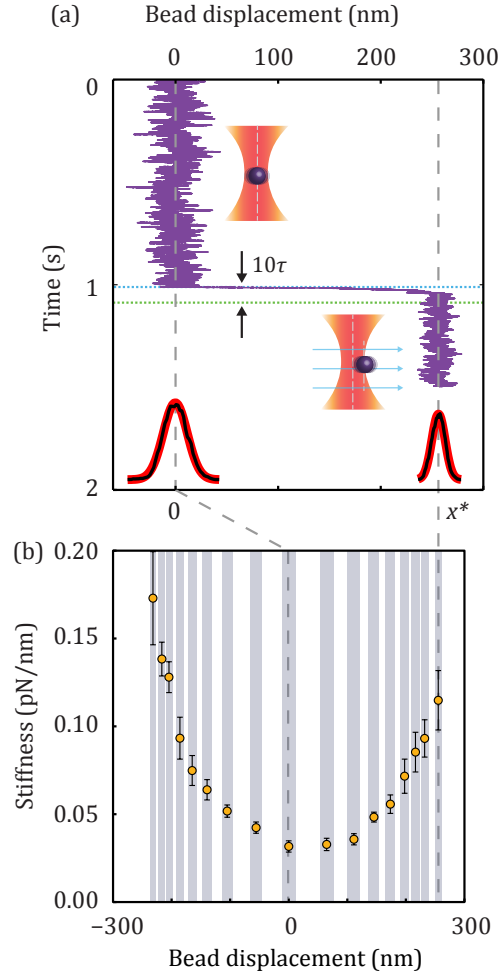 (a)
Bead displacement (nm)
0 100 200 300
0
Time (s)
10τ
1
2
0 x*
(b)
0.20
0.15
Stiffness (pN/nm)
0.10
0.05
0.00
−300 0 300
Bead displacement (nm)